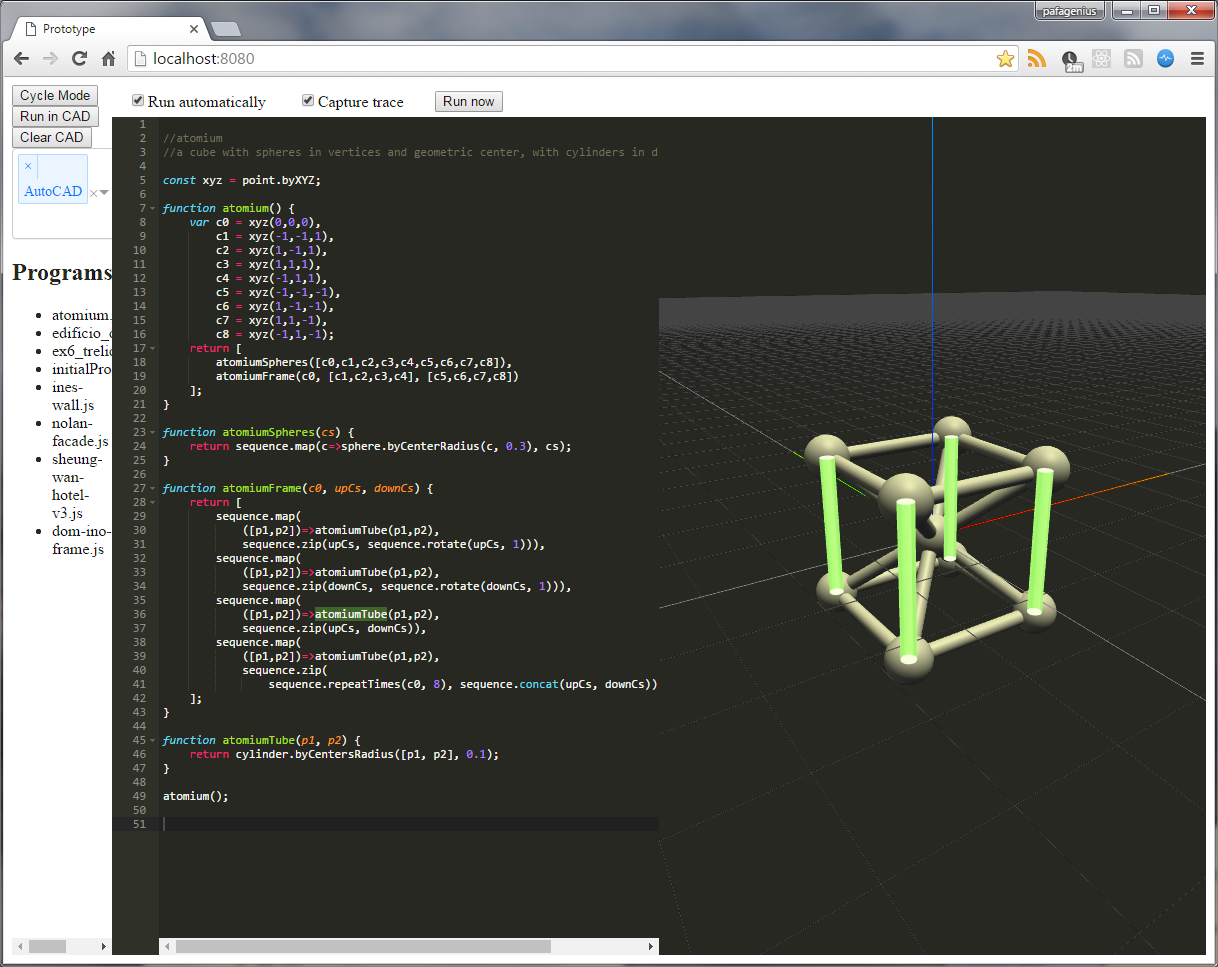 pafagenius
Prototype
localhost:8080
2m
Cycle Mode
Run in CAD
Clear CAD
× AutoCAD
Programs
atomium.
edificio_
ex6_trelic
initialPro
ines-
wall.js
nolan-
facade.js
sheung-
wan-
hotel-
v3.js
dom-ino-
frame.js
Run automatically
Capture trace
Run now
1
2 //atomium
3 //a cube with spheres in vertices and geometric center, with cylinders in d
4
5 const xyz = point.byXYZ;
6
7 function atomium() {
8 var c0 = xyz(0,0,0),
9 c1 = xyz(-1,-1,1),
10 c2 = xyz(1,-1,1),
11 c3 = xyz(1,1,1),
12 c4 = xyz(-1,1,1),
13 c5 = xyz(-1,-1,-1),
14 c6 = xyz(1,-1,-1),
15 c7 = xyz(1,1,-1),
16 c8 = xyz(-1,1,-1);
17 return [
18 atomiumSpheres([c0,c1,c2,c3,c4,c5,c6,c7,c8]),
19 atomiumFrame(c0, [c1,c2,c3,c4], [c5,c6,c7,c8])
20 ];
21 }
22
23 function atomiumSpheres(cs) {
24 return sequence.map(c=>sphere.byCenterRadius(c, 0.3), cs);
25 }
26
27 function atomiumFrame(c0, upCs, downCs) {
28 return [
29 sequence.map(
30 ([p1,p2])=>atomiumTube(p1,p2),
31 sequence.zip(upCs, sequence.rotate(upCs, 1))),
32 sequence.map(
33 ([p1,p2])=>atomiumTube(p1,p2),
34 sequence.zip(downCs, sequence.rotate(downCs, 1))),
35 sequence.map(
36 ([p1,p2])=>atomiumTube(p1,p2),
37 sequence.zip(upCs, downCs)),
38 sequence.map(
39 ([p1,p2])=>atomiumTube(p1,p2),
40 sequence.zip(
41 sequence.repeatTimes(c0, 8), sequence.concat(upCs, downCs))
42 ];
43 }
44
45 function atomiumTube(p1, p2) {
46 return cylinder.byCentersRadius([p1, p2], 0.1);
47 }
48
49 atomium();
50
51